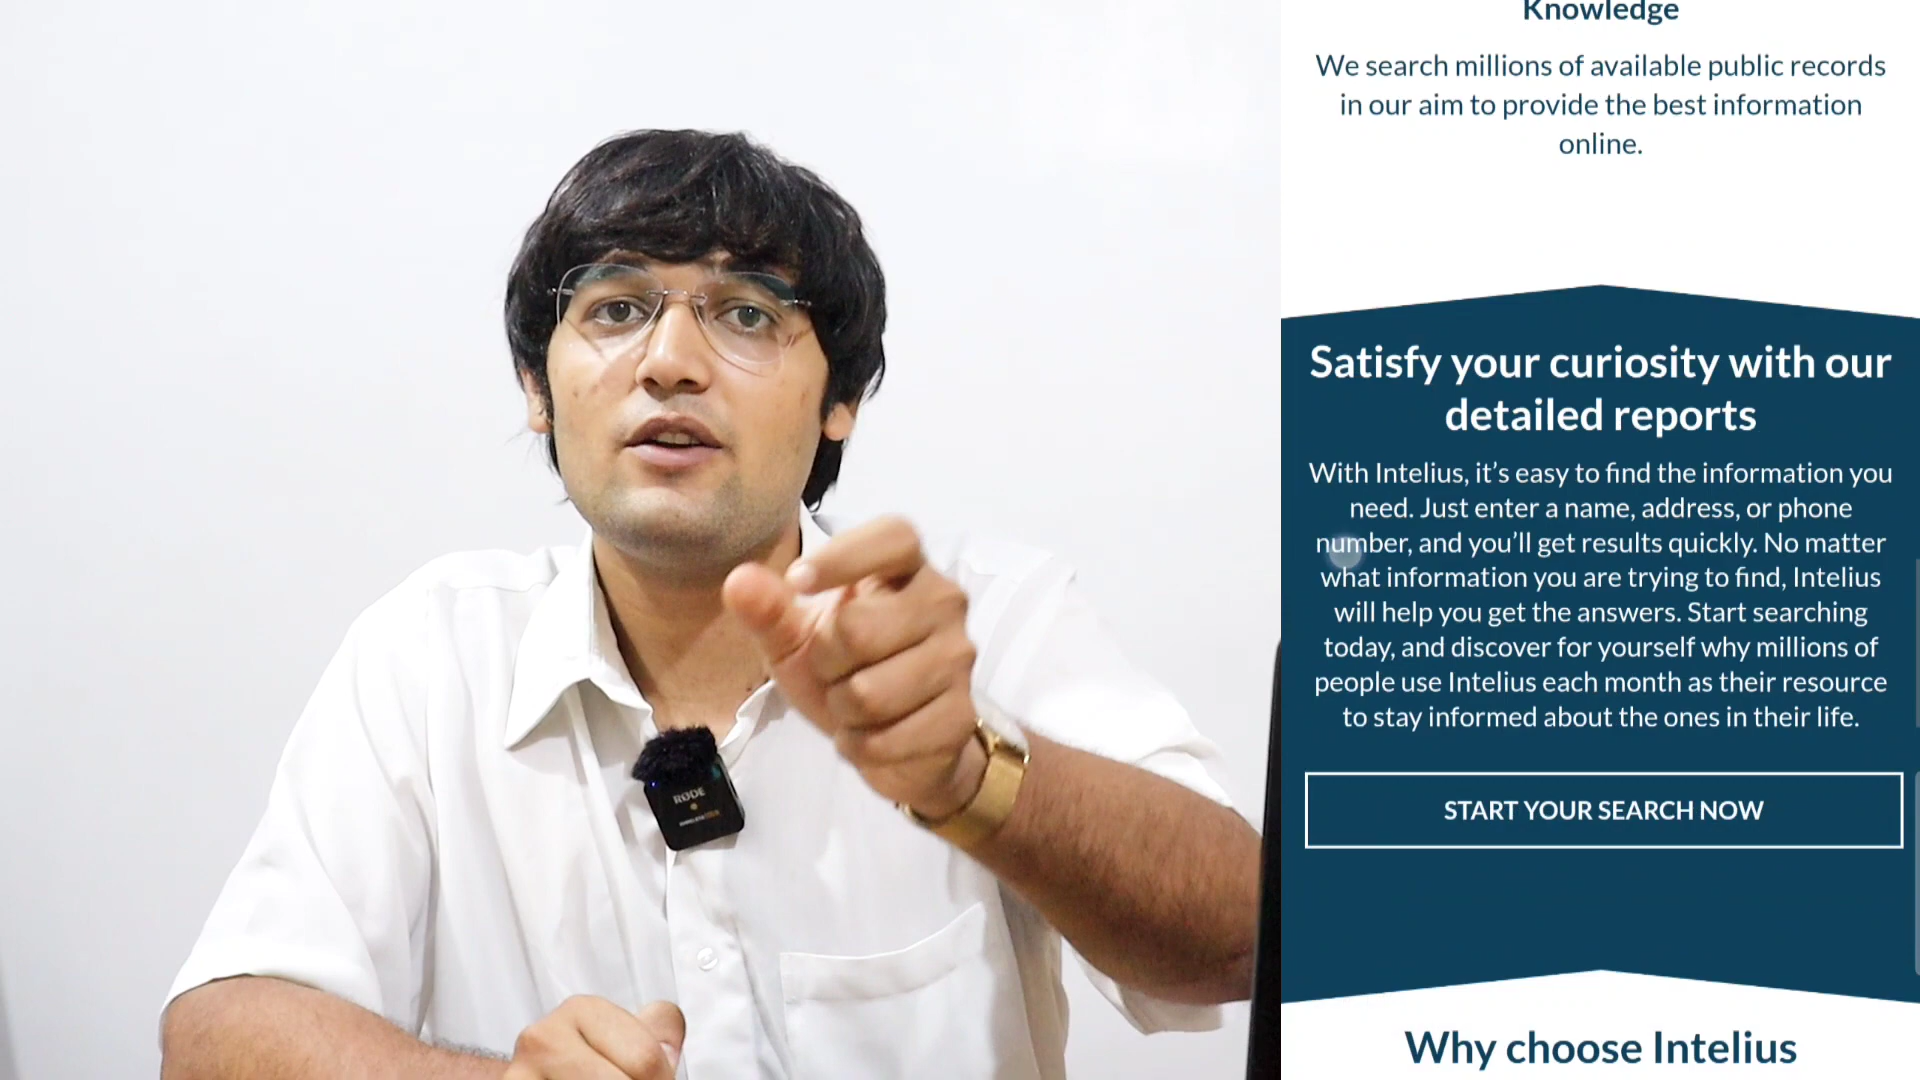 Knowledge
We search millions of available public records
in our aim to provide the best information
online.
Satisfy your curiosity with our
detailed reports
With Intelius, it’s easy to find the information you
need. Just enter a name, address, or phone
number, and you’ll get results quickly. No matter
what information you are trying to find, Intelius
will help you get the answers. Start searching
today, and discover for yourself why millions of
people use Intelius each month as their resource
to stay informed about the ones in their life.
START YOUR SEARCH NOW
Why choose Intelius
RØDE